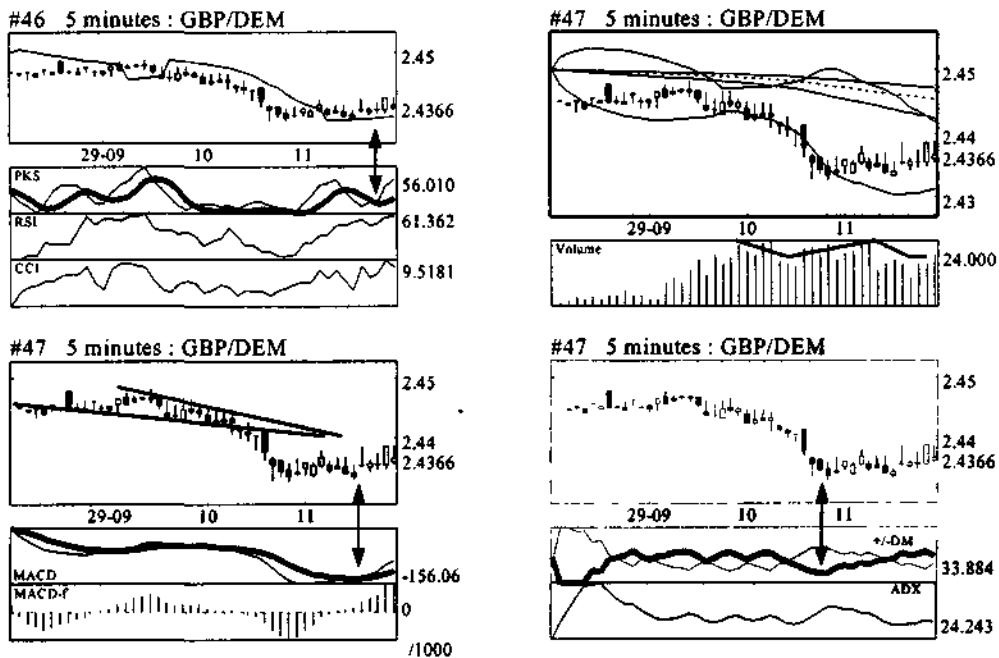 #46 5 minutes : GBP/DEM
2.45
2.4366
29-09 10 11
PKS
56.010
RSI
61.362
CCI
9.5181
#47 5 minutes : GBP/DEM
2.45
2.44
2.4366
2.43
29-09 10 11
Volume
24.000
#47 5 minutes : GBP/DEM
2.45
2.44
2.4366
29-09 10 11
MACD
-156.06
MACD-f
0
/1000
#47 5 minutes : GBP/DEM
2.45
2.44
2.4366
29-09 10 11
+/-DM
33.884
ADX
24.243